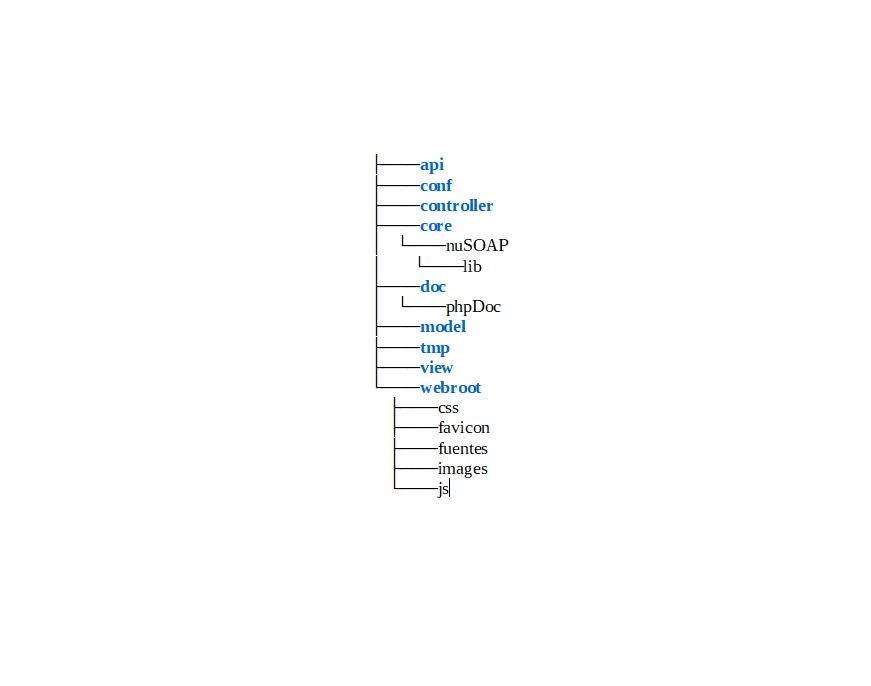 ├────api
├────conf
├────controller
├────core
│   └────nuSOAP
│       └────lib
├────doc
│   └────phpDoc
├────model
├────tmp
├────view
└────webroot
    ├────css
    ├────favicon
    ├────fuentes
    ├────images
    └────js